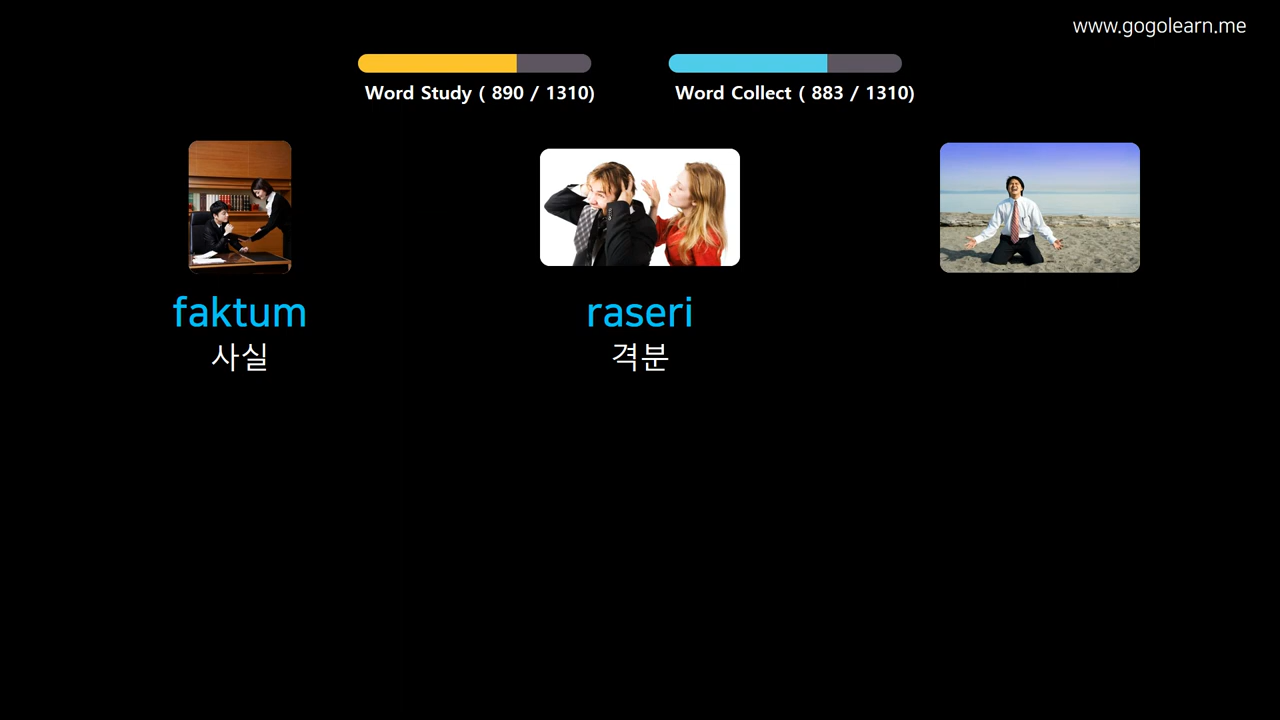 www.gogolearn.me
Word Study ( 890 / 1310)
Word Collect ( 883 / 1310)
faktum
사실
raseri
격분